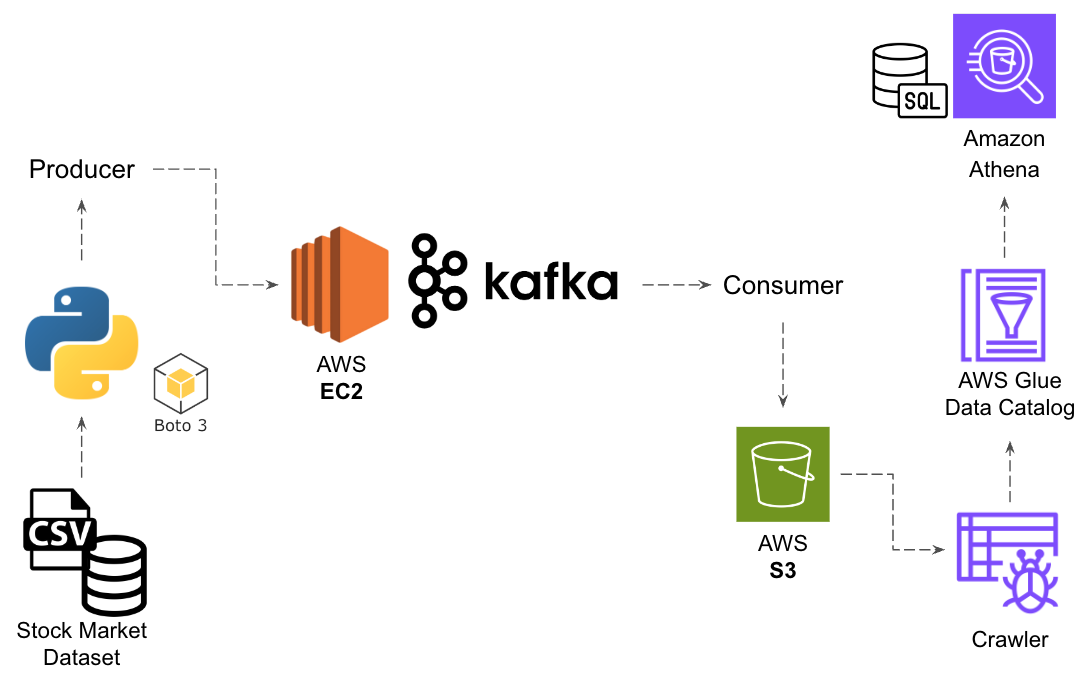 Stock Market
Dataset
CSV
Boto 3
Producer
AWS
EC2
kafka
Consumer
AWS
S3
Crawler
AWS Glue
Data Catalog
Amazon
Athena
SQL